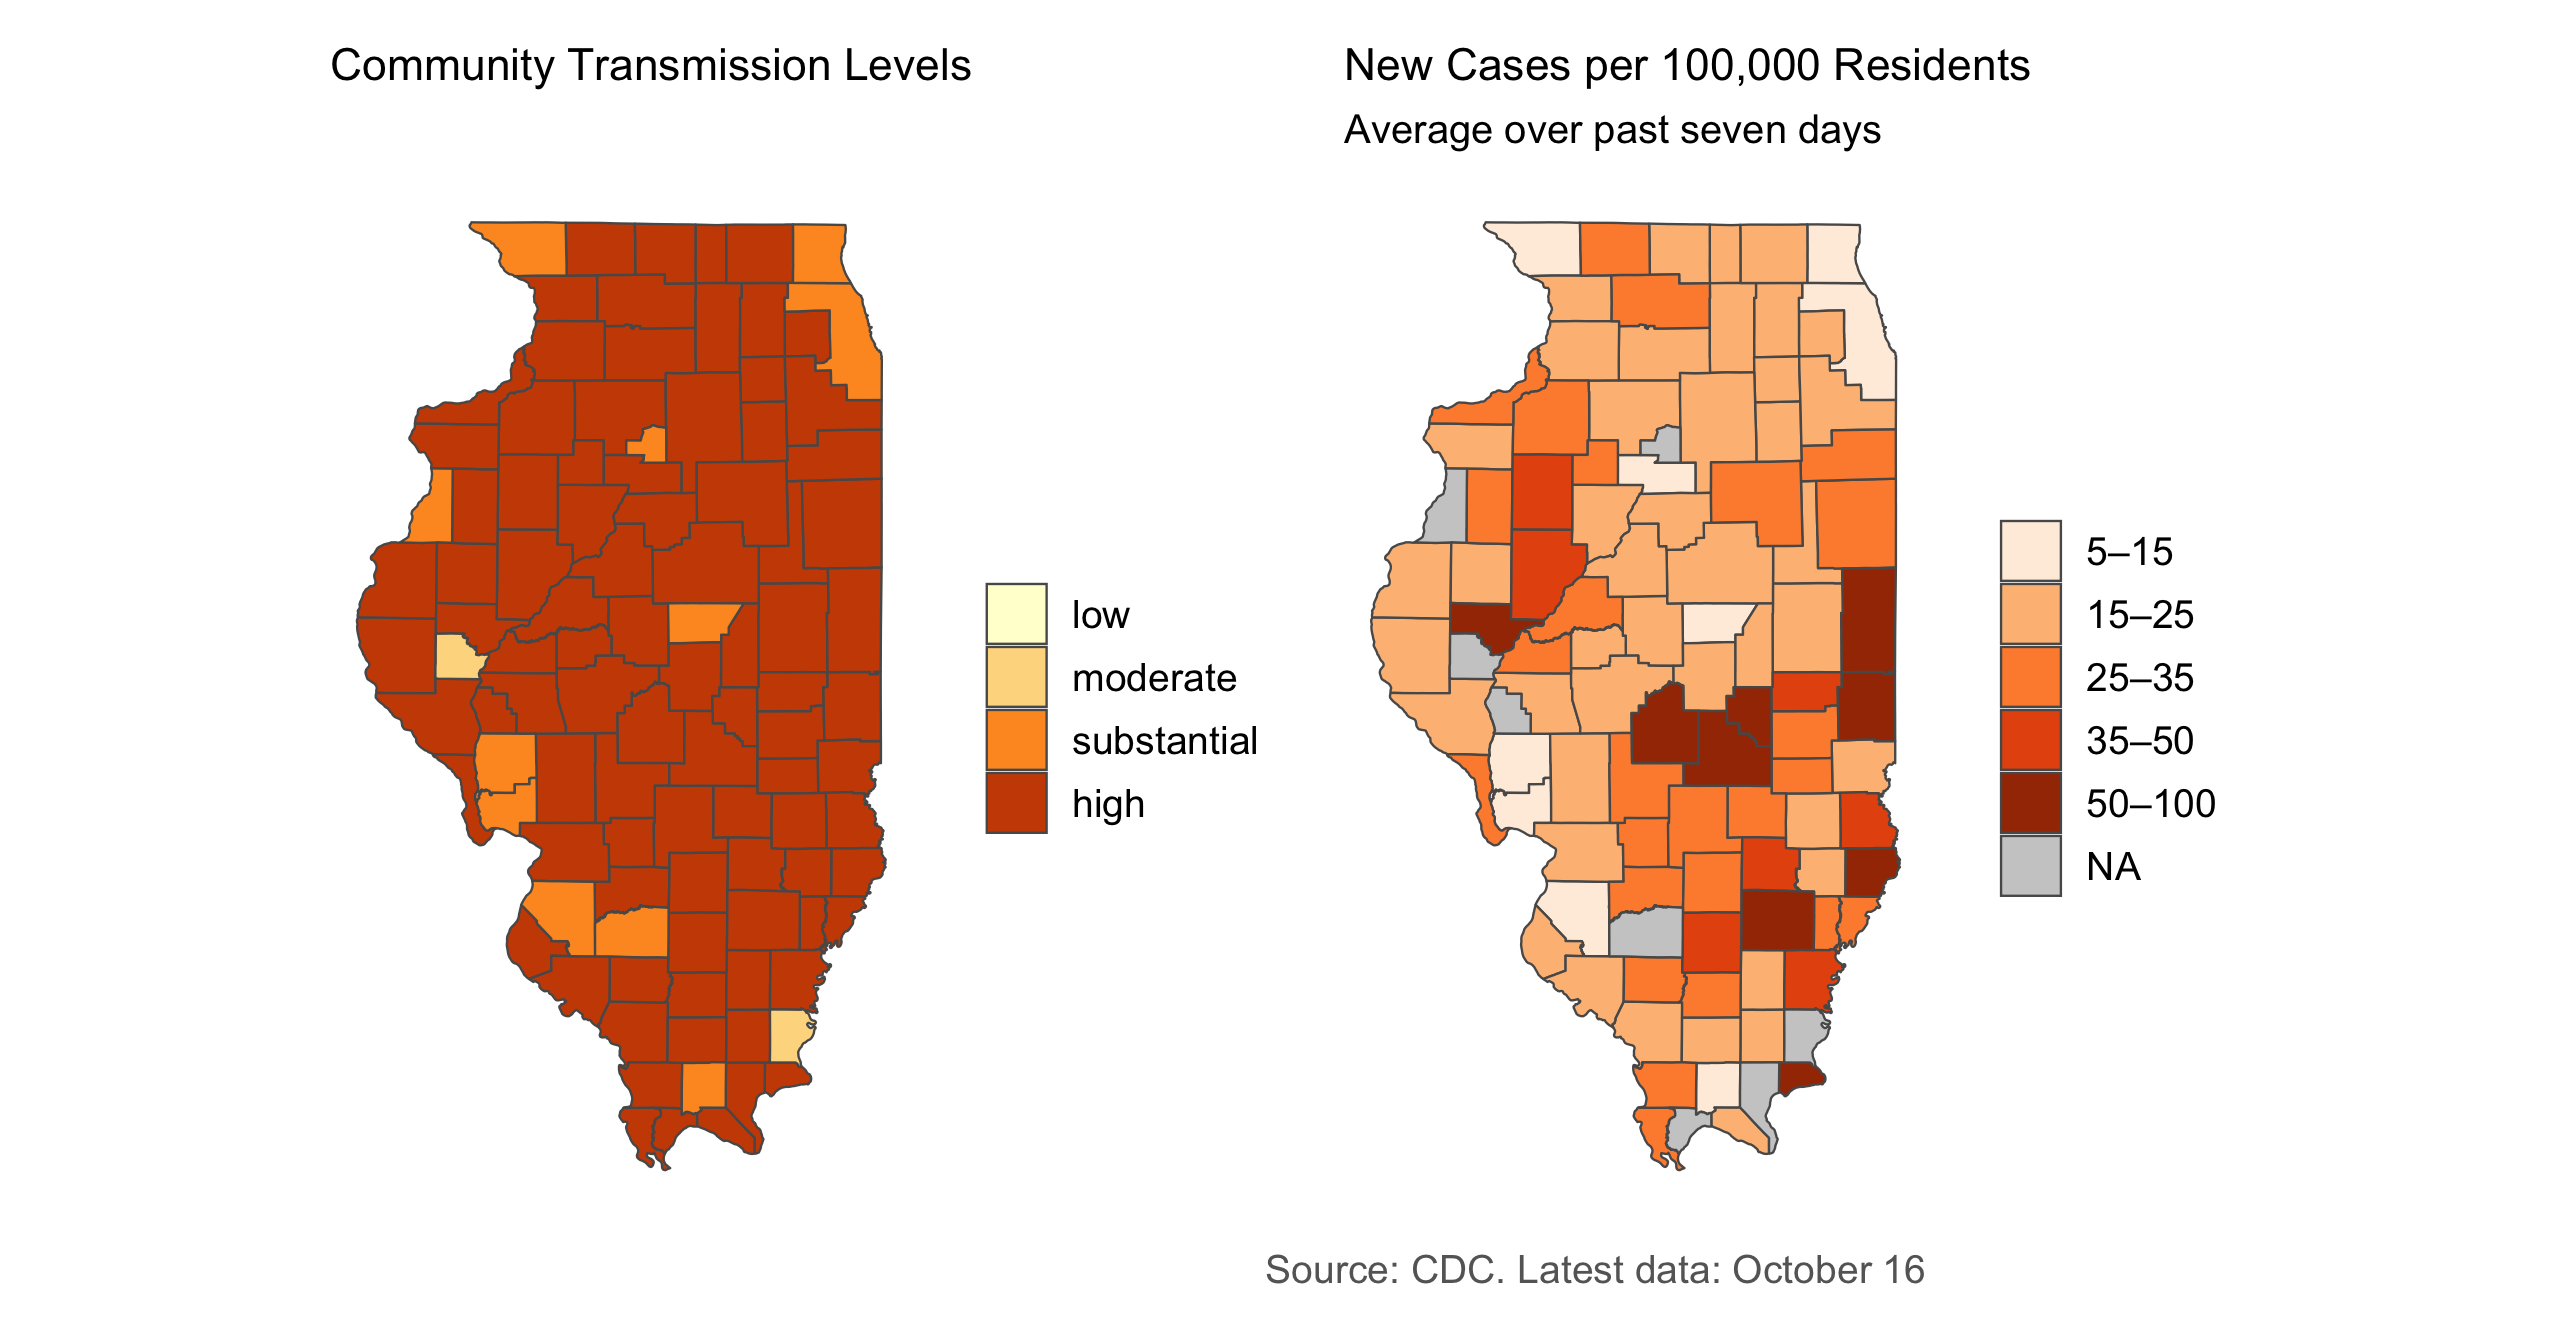 Community Transmission Levels
New Cases per 100,000 Residents
Average over past seven days
low
moderate
substantial
high
5–15
15–25
25–35
35–50
50–100
NA
Source: CDC. Latest data: October 16